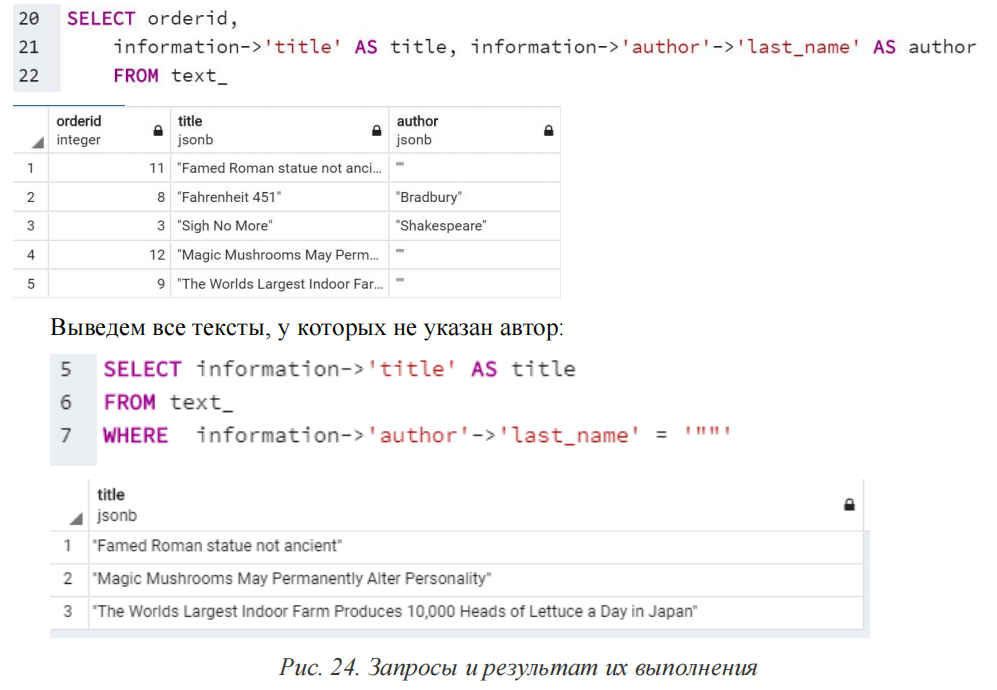 20 SELECT orderid,
21 information->'title' AS title, information->'author'->'last_name' AS author
22 FROM text_
orderid title author
integer jsonb jsonb
1 11 "Famed Roman statue not anci... ""
2 8 "Fahrenheit 451" "Bradbury"
3 3 "Sigh No More" "Shakespeare"
4 12 "Magic Mushrooms May Perm... ""
5 9 "The Worlds Largest Indoor Far... ""
Выведем все тексты, у которых не указан автор:
5 SELECT information->'title' AS title
6 FROM text_
7 WHERE information->'author'->'last_name' = '""'
title
jsonb
1 "Famed Roman statue not ancient"
2 "Magic Mushrooms May Permanently Alter Personality"
3 "The Worlds Largest Indoor Farm Produces 10,000 Heads of Lettuce a Day in Japan"
Рис. 24. Запросы и результат их выполнения